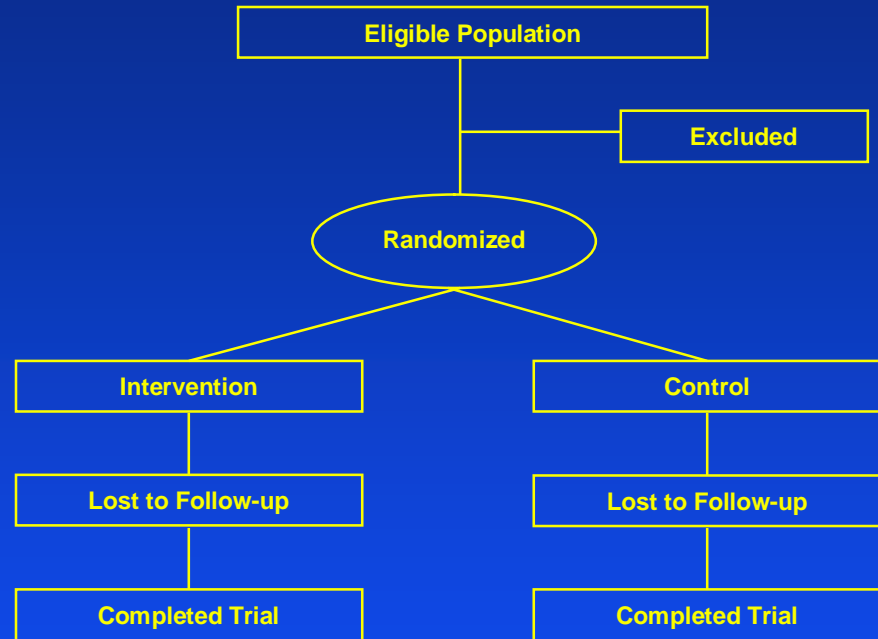 Eligible Population
Excluded
Randomized
Intervention
Control
Lost to Follow-up
Lost to Follow-up
Completed Trial
Completed Trial